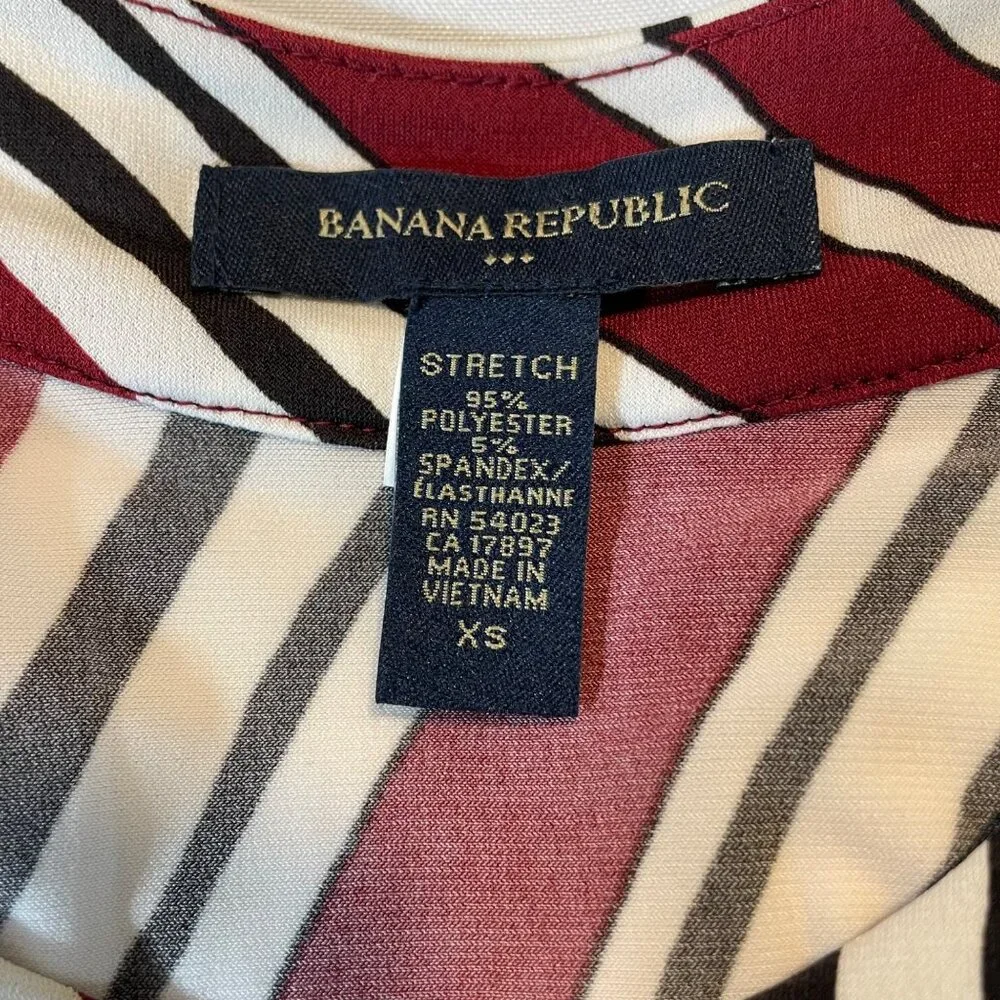 BANANA REPUBLIC
STRETCH
95%
POLYESTER
5%
SPANDEX/
ÉLASTHANNE
RN 54023
CA 17897
MADE IN
VIETNAM
XS